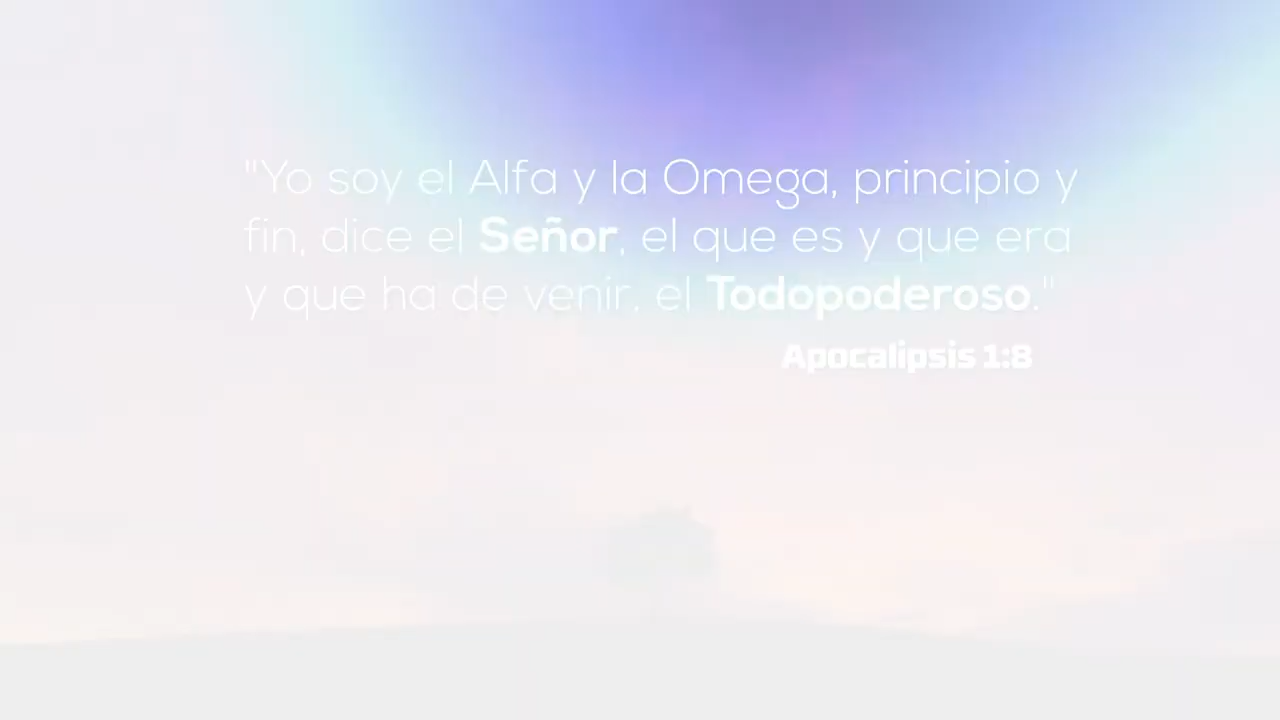 "Yo soy el Alfa y la Omega, principio y
fin, dice el Señor, el que es y que era
y que ha de venir, el Todopoderoso."
Apocalipsis 1:8